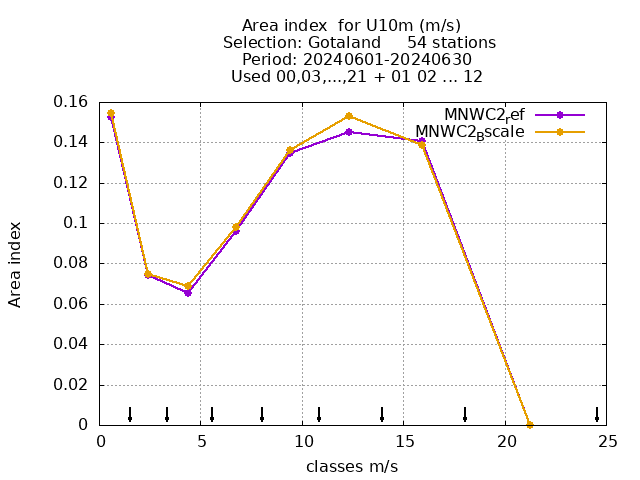 Area index  for U10m (m/s)
Selection: Gotaland     54 stations
Period: 20240601-20240630
Used 00,03,...,21 + 01 02 ... 12
MNWC2_ref
MNWC2_Bscale
0.16
0.14
0.12
0.1
0.08
0.06
0.04
0.02
0
Area index
0 5 10 15 20 25
classes m/s